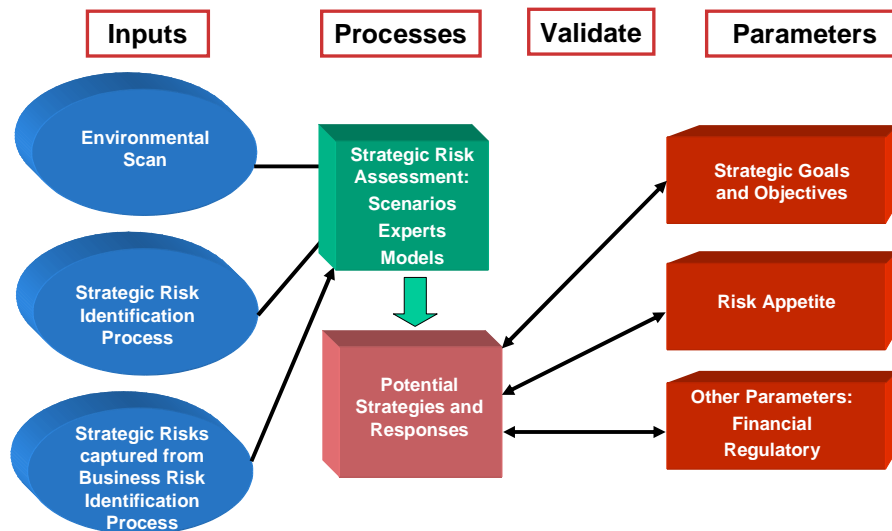 Inputs
Processes
Validate
Parameters
Environmental
Scan
Strategic Risk
Identification
Process
Strategic Risks
captured from
Business Risk
Identification
Process
Strategic Risk
Assessment:
Scenarios
Experts
Models
Potential
Strategies and
Responses
Strategic Goals
and Objectives
Risk Appetite
Other Parameters:
Financial
Regulatory